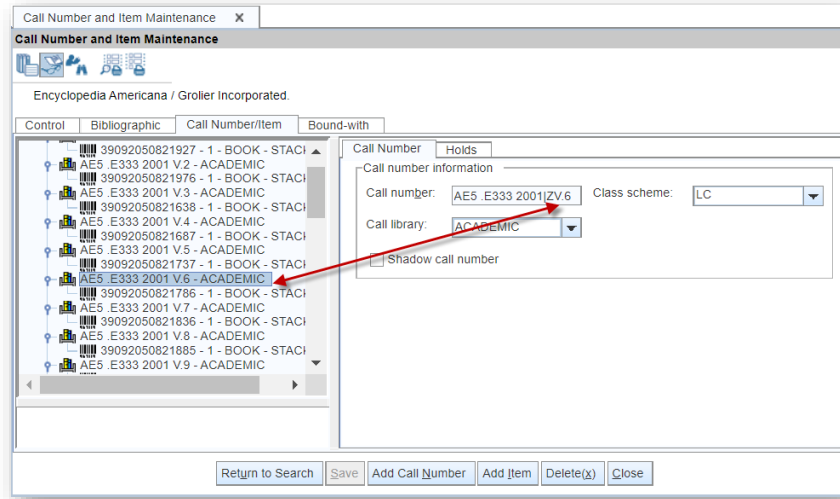 Call Number and Item Maintenance X
Call Number and Item Maintenance
Encyclopedia Americana / Grolier Incorporated.
Control Bibliographic Call Number/Item Bound-with
39092050821927 - 1 - BOOK - STACK
AE5 .E333 2001 V.2 - ACADEMIC
39092050821976 - 1 - BOOK - STACK
AE5 .E333 2001 V.3 - ACADEMIC
39092050821638 - 1 - BOOK - STACK
AE5 .E333 2001 V.4 - ACADEMIC
39092050821687 - 1 - BOOK - STACK
AE5 .E333 2001 V.5 - ACADEMIC
39092050821737 - 1 - BOOK - STACK
AE5 .E333 2001 V.6 - ACADEMIC
39092050821786 - 1 - BOOK - STACK
AE5 .E333 2001 V.7 - ACADEMIC
39092050821836 - 1 - BOOK - STACK
AE5 .E333 2001 V.8 - ACADEMIC
39092050821885 - 1 - BOOK - STACK
AE5 .E333 2001 V.9 - ACADEMIC
Call Number Holds
Call number information
Call number: AE5 .E333 2001|ZV.6 Class scheme: LC
Call library: ACADEMIC
Shadow call number
Return to Search Save Add Call Number Add Item Delete(x) Close